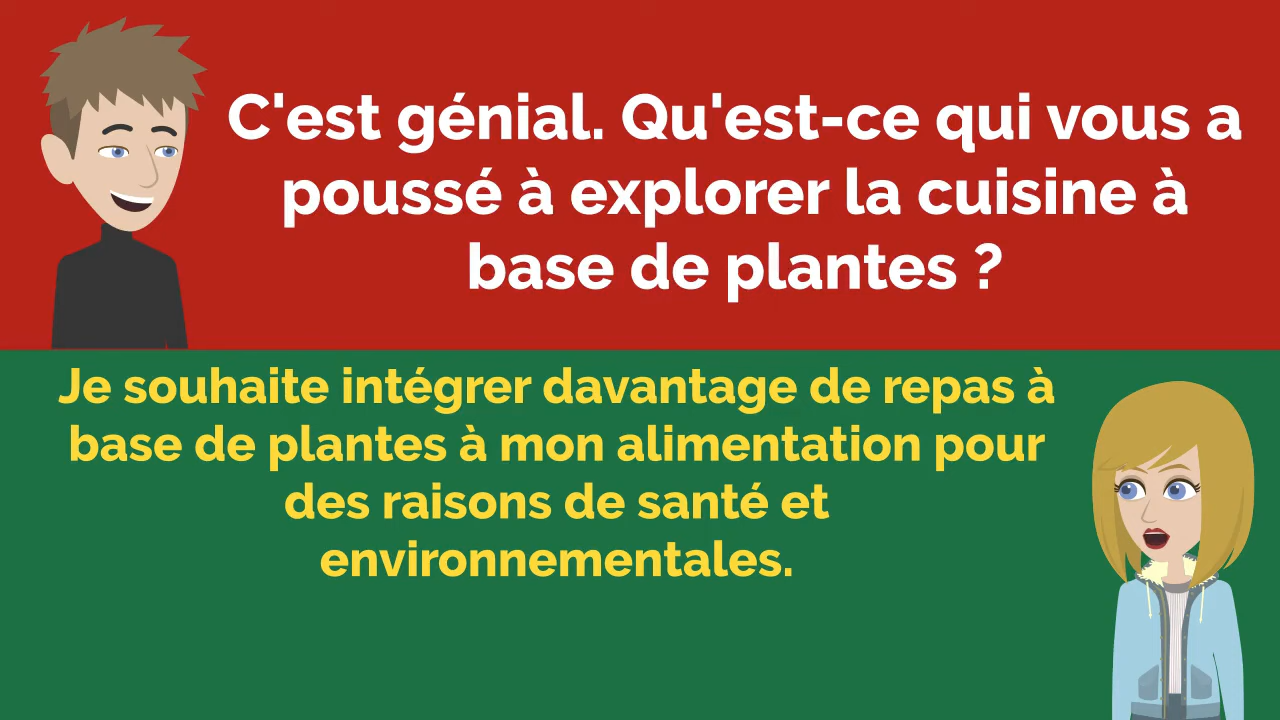 C'est génial. Qu'est-ce qui vous a
poussé à explorer la cuisine à
base de plantes ?
Je souhaite intégrer davantage de repas à
base de plantes à mon alimentation pour
des raisons de santé et
environnementales.